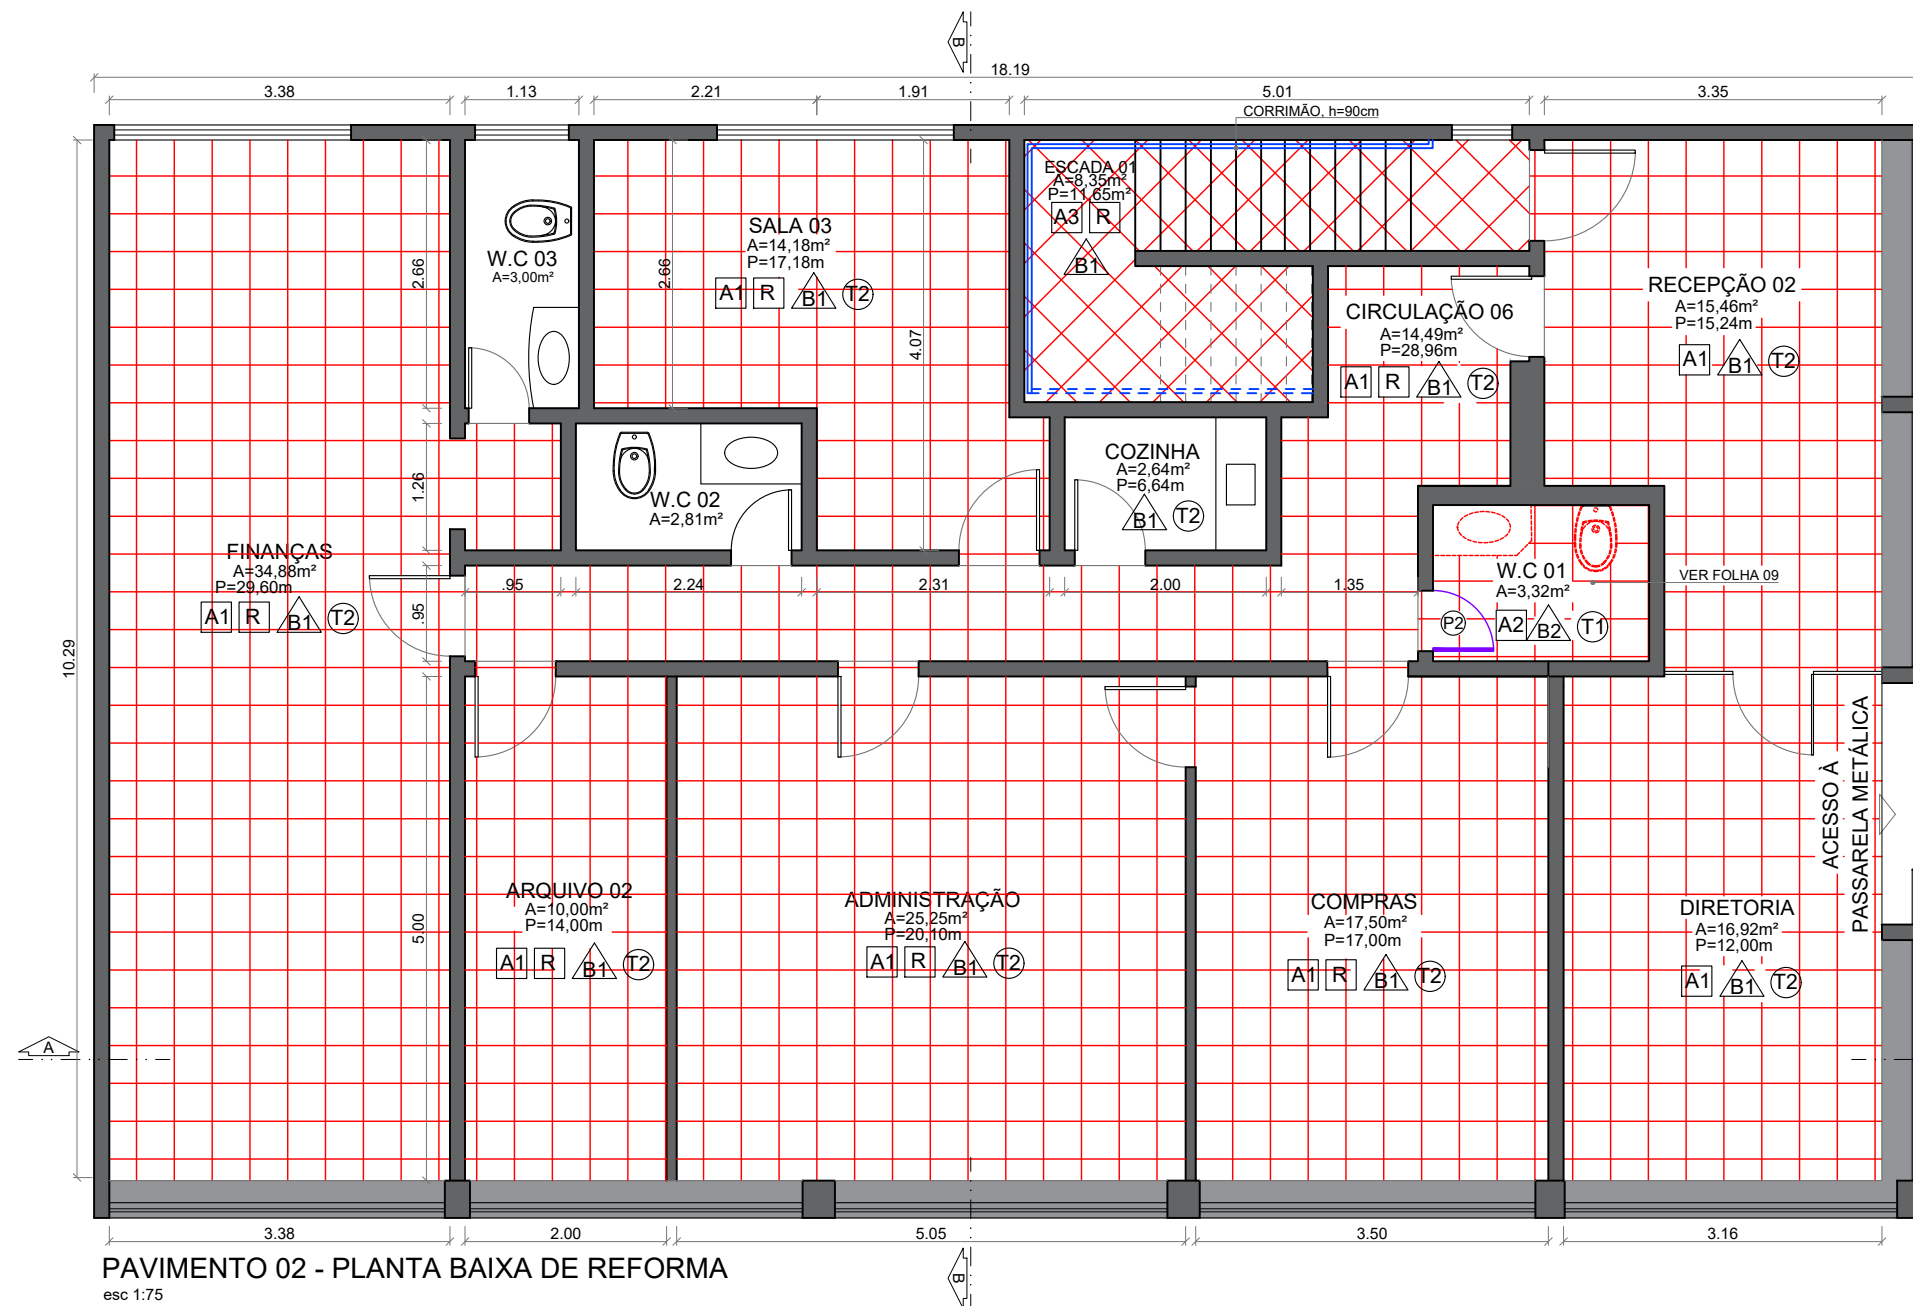 B
18.19
3.38
1.13
2.21
1.91
5.01
3.35
CORRIMÃO, h=90cm
ESCADA 01
A=8,35m²
P=11,65m²
A3 R
B1
W.C 03
A=3,00m²
2.66
SALA 03
A=14,18m²
P=17,18m
A1 R B1 T2
2.66
4.07
CIRCULAÇÃO 06
A=14,49m²
P=28,96m
A1 R B1 T2
RECEPÇÃO 02
A=15,46m²
P=15,24m
A1 B1 T2
1.26
W.C 02
A=2,81m²
COZINHA
A=2,64m²
P=6,64m
B1 T2
FINANÇAS
A=34,88m²
P=29,60m
A1 R B1 T2
.95
.95
2.24
2.31
2.00
1.35
W.C 01
A=3,32m²
P2 A2 B2 T1
VER FOLHA 09
10.29
5.00
ARQUIVO 02
A=10,00m²
P=14,00m
A1 R B1 T2
ADMINISTRAÇÃO
A=25,25m²
P=20,10m
A1 R B1 T2
COMPRAS
A=17,50m²
P=17,00m
A1 R B1 T2
DIRETORIA
A=16,92m²
P=12,00m
A1 B1 T2
ACESSO À
PASSARELA METÁLICA
A
3.38
2.00
5.05
3.50
3.16
B
PAVIMENTO 02 - PLANTA BAIXA DE REFORMA
esc 1:75